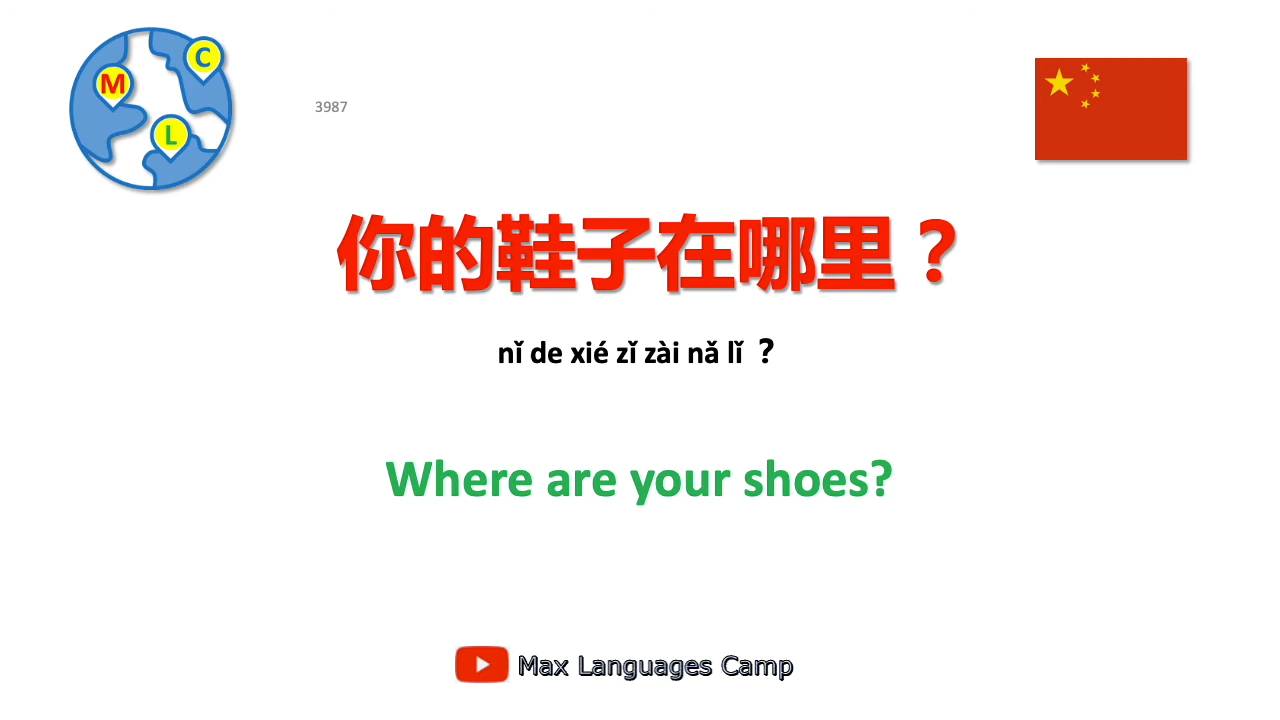 M
C
L
3987
你的鞋子在哪里？
nǐ de xié zǐ zài nǎ lǐ ？
Where are your shoes?
Max Languages Camp